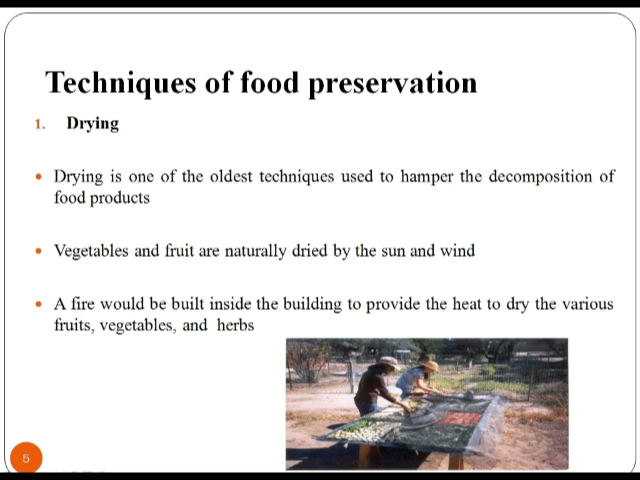 Techniques of food preservation
1. Drying
• Drying is one of the oldest techniques used to hamper the decomposition of
food products
• Vegetables and fruit are naturally dried by the sun and wind
• A fire would be built inside the building to provide the heat to dry the various
fruits, vegetables, and herbs
5